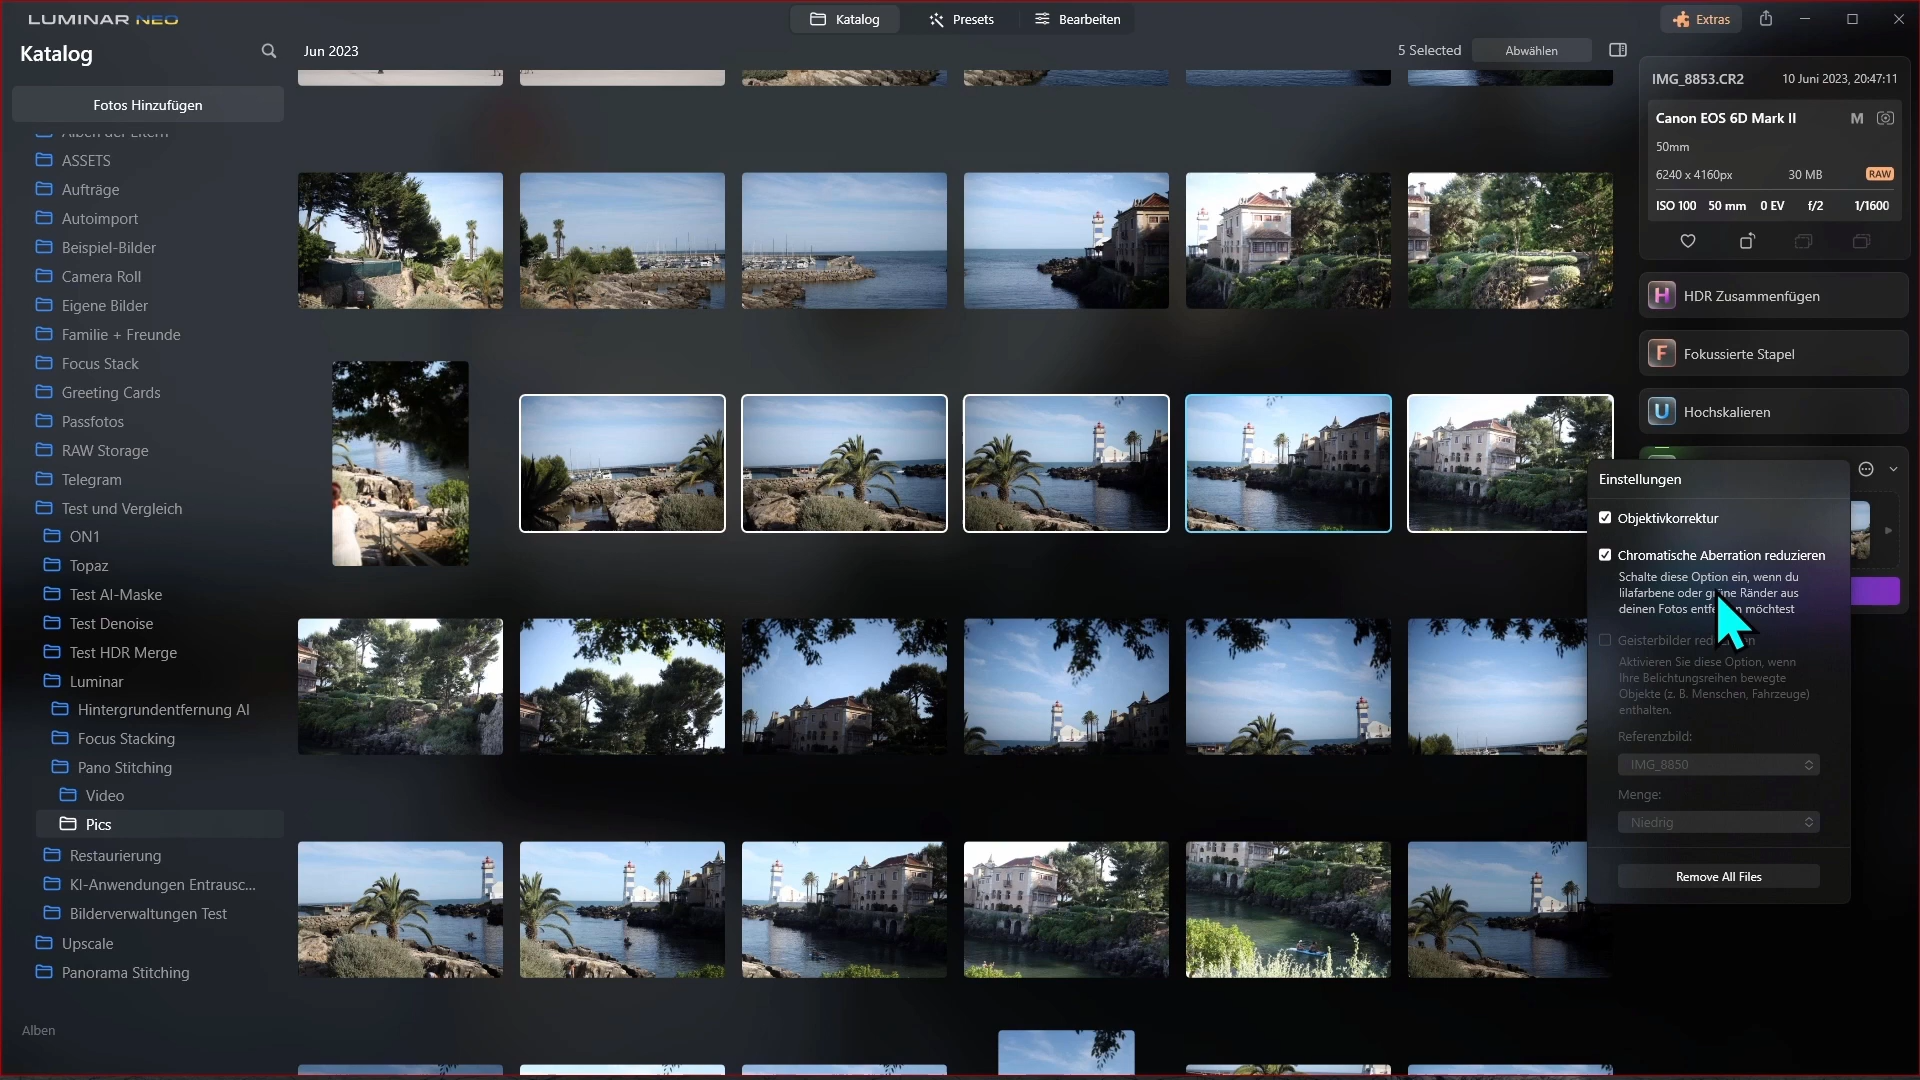 LUMINAR NEO
Katalog
Presets
Bearbeiten
Extras
Katalog
Jun 2023
5 Selected
Abwählen
Fotos Hinzufügen
Alben der Eltern
ASSETS
Aufträge
Autoimport
Beispiel-Bilder
Camera Roll
Eigene Bilder
Familie + Freunde
Focus Stack
Greeting Cards
Passfotos
RAW Storage
Telegram
Test und Vergleich
ON1
Topaz
Test AI-Maske
Test Denoise
Test HDR Merge
Luminar
Hintergrundentfernung AI
Focus Stacking
Pano Stitching
Video
Pics
Restaurierung
KI-Anwendungen Entrausc...
Bilderverwaltungen Test
Upscale
Panorama Stitching
Alben
IMG_8853.CR2
10 Juni 2023, 20:47:11
Canon EOS 6D Mark II
M
50mm
6240 x 4160px
30 MB
RAW
ISO 100
50 mm
0 EV
f/2
1/1600
H
HDR Zusammenfügen
F
Fokussierte Stapel
U
Hochskalieren
Einstellungen
Objektivkorrektur
Chromatische Aberration reduzieren
Schalte diese Option ein, wenn du
lilafarbene oder grüne Ränder aus
deinen Fotos entfernen möchtest
Geisterbilder
Aktivieren Sie diese Option, wenn
Ihre Belichtungsreihen bewegte
Objekte (z. B. Menschen, Fahrzeuge)
enthalten.
Referenzbild:
IMG_8850
Menge:
Niedrig
Remove All Files